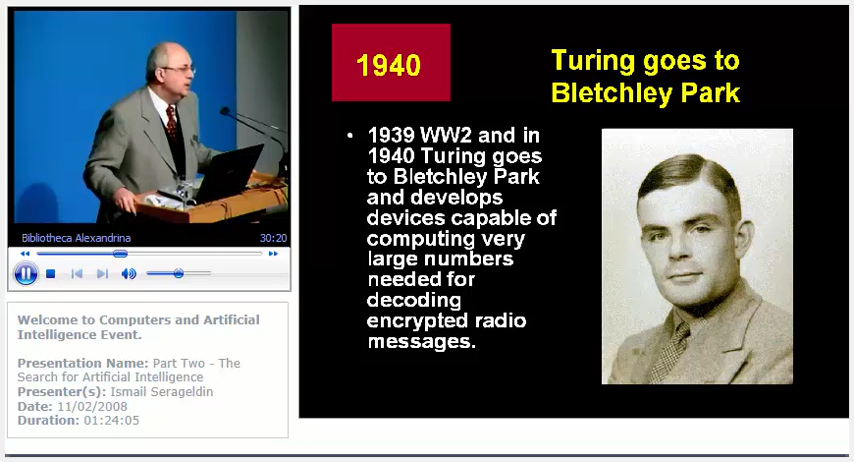 Bibliotheca Alexandrina
30:20
Welcome to Computers and Artificial
Intelligence Event.
Presentation Name: Part Two - The
Search for Artificial Intelligence
Presenter(s): Ismail Serageldin
Date: 11/02/2008
Duration: 01:24:05
1940
Turing goes to
Bletchley Park
• 1939 WW2 and in
1940 Turing goes
to Bletchley Park
and develops
devices capable of
computing very
large numbers
needed for
decoding
encrypted radio
messages.